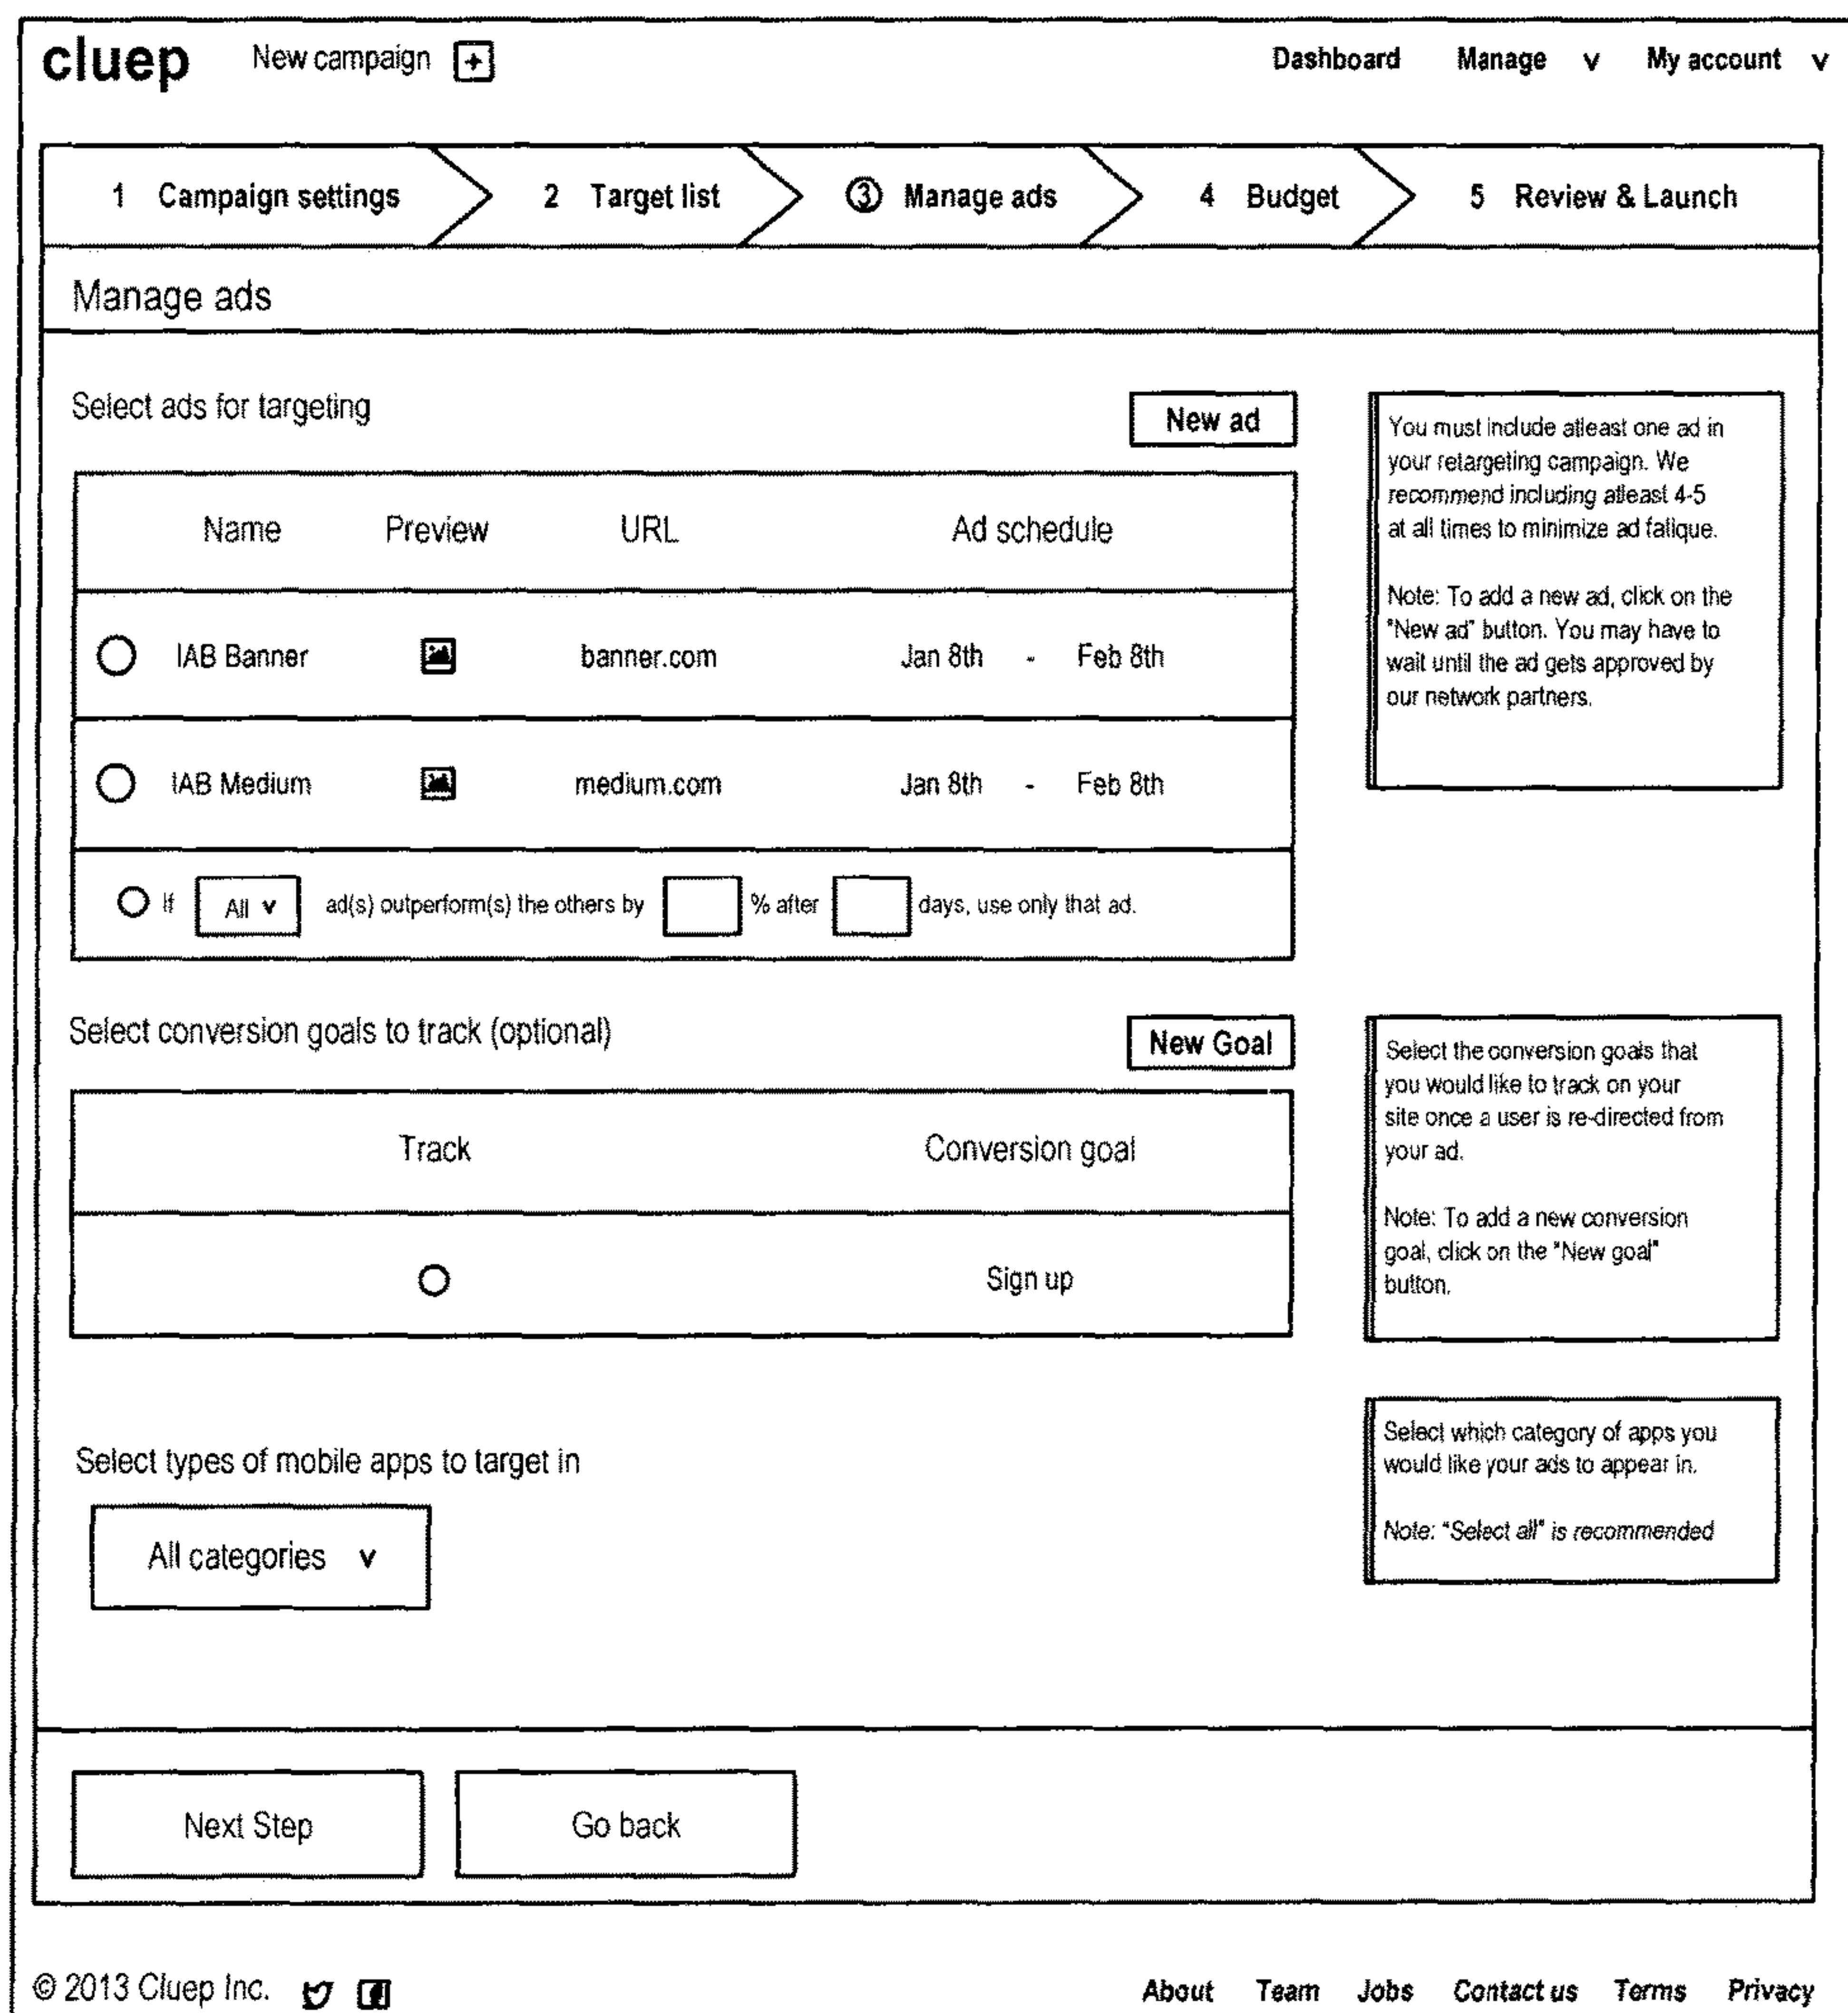 cluep New campaign + Dashboard Manage v My account v
1 Campaign settings 2 Target list 3 Manage ads 4 Budget 5 Review & Launch
Manage ads
Select ads for targeting
New ad
Name Preview URL Ad schedule
IAB Banner banner.com Jan 8th - Feb 8th
IAB Medium medium.com Jan 8th - Feb 8th
If All v ad(s) outperform(s) the others by % after days, use only that ad.
You must include atleast one ad in
your retargeting campaign. We
recommend including atleast 4-5
at all times to minimize ad fatique.
Note: To add a new ad, click on the
"New ad" button. You may have to
wait until the ad gets approved by
our network partners.
Select conversion goals to track (optional)
New Goal
Track Conversion goal
Sign up
Select the conversion goals that
you would like to track on your
site once a user is re-directed from
your ad.
Note: To add a new conversion
goal, click on the "New goal"
button.
Select types of mobile apps to target in
All categories v
Select which category of apps you
would like your ads to appear in.
Note: "Select all" is recommended
Next Step Go back
© 2013 Cluep Inc. About Team Jobs Contact us Terms Privacy